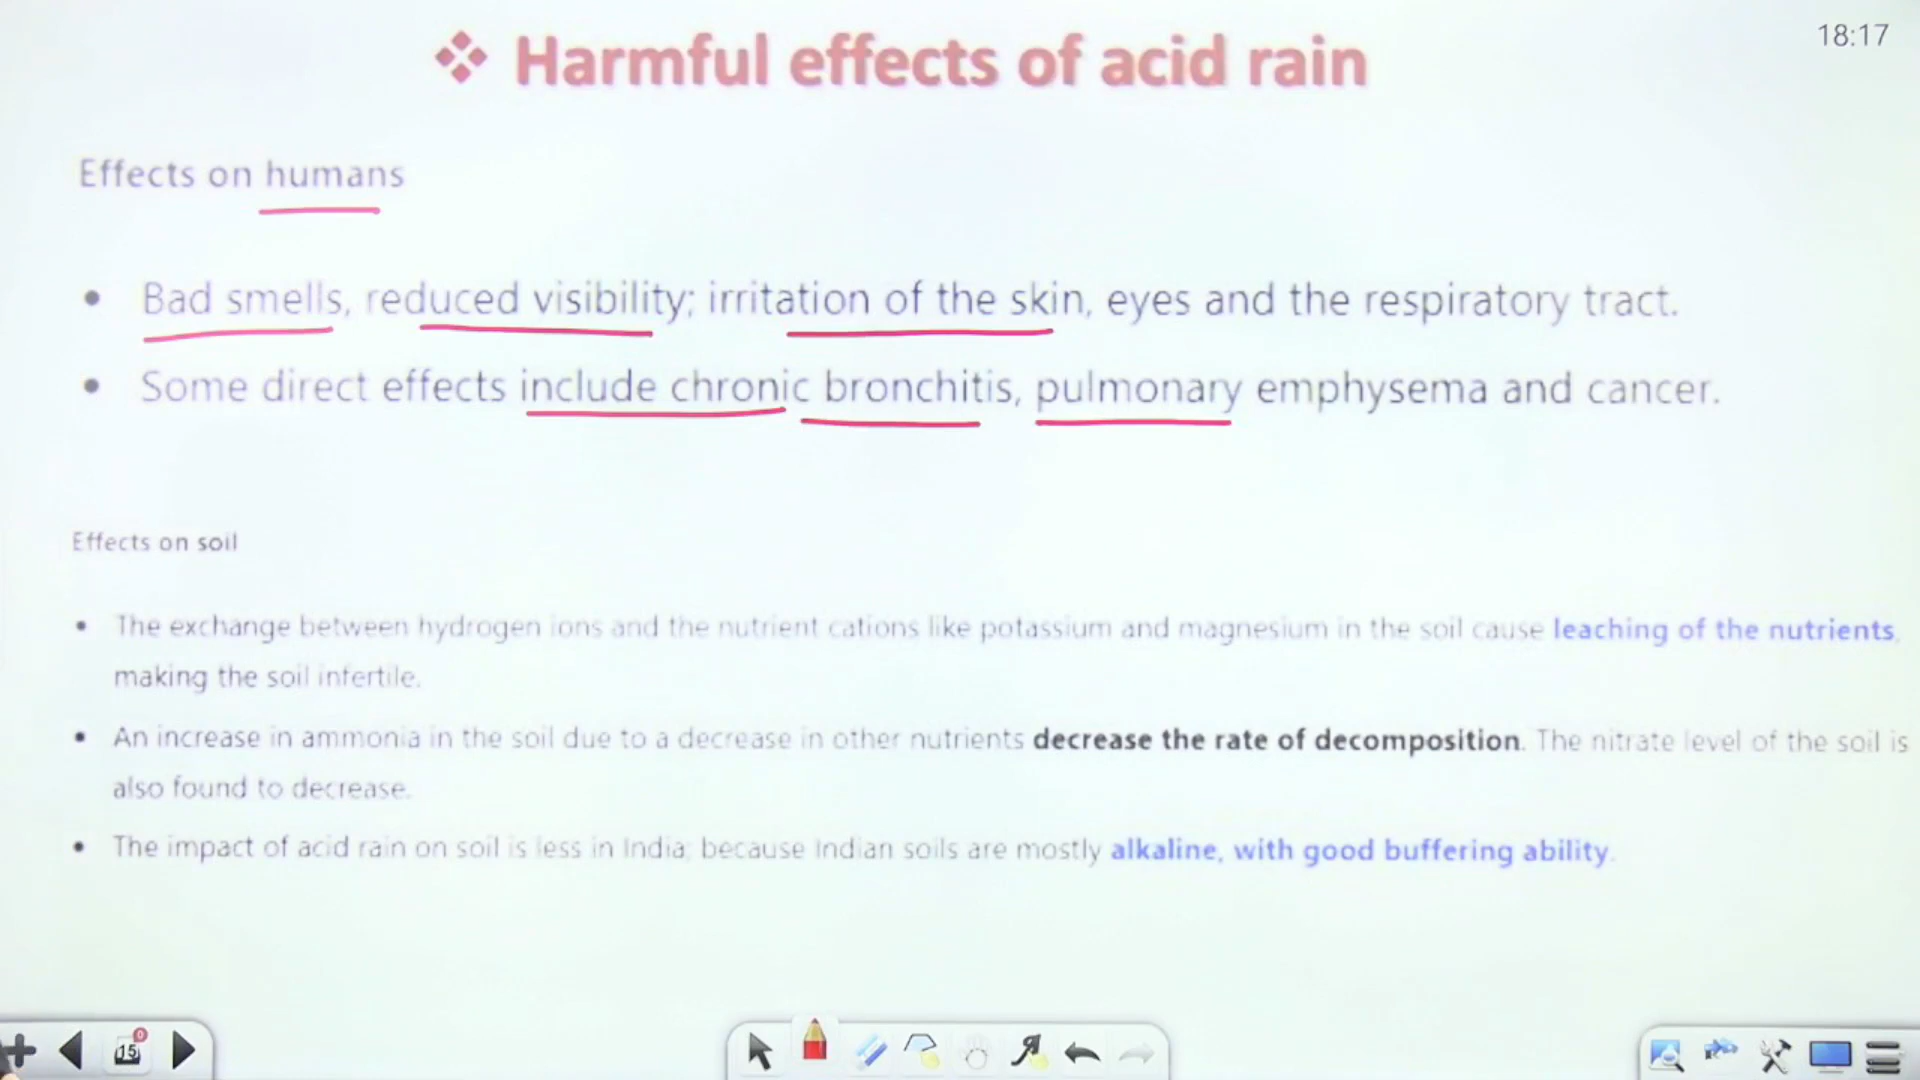 18:17
❖ Harmful effects of acid rain
Effects on humans
• Bad smells, reduced visibility; irritation of the skin, eyes and the respiratory tract.
• Some direct effects include chronic bronchitis, pulmonary emphysema and cancer.
Effects on soil
• The exchange between hydrogen ions and the nutrient cations like potassium and magnesium in the soil cause leaching of the nutrients,
making the soil infertile.
• An increase in ammonia in the soil due to a decrease in other nutrients decrease the rate of decomposition. The nitrate level of the soil is
also found to decrease.
• The impact of acid rain on soil is less in India; because Indian soils are mostly alkaline, with good buffering ability.
15
0